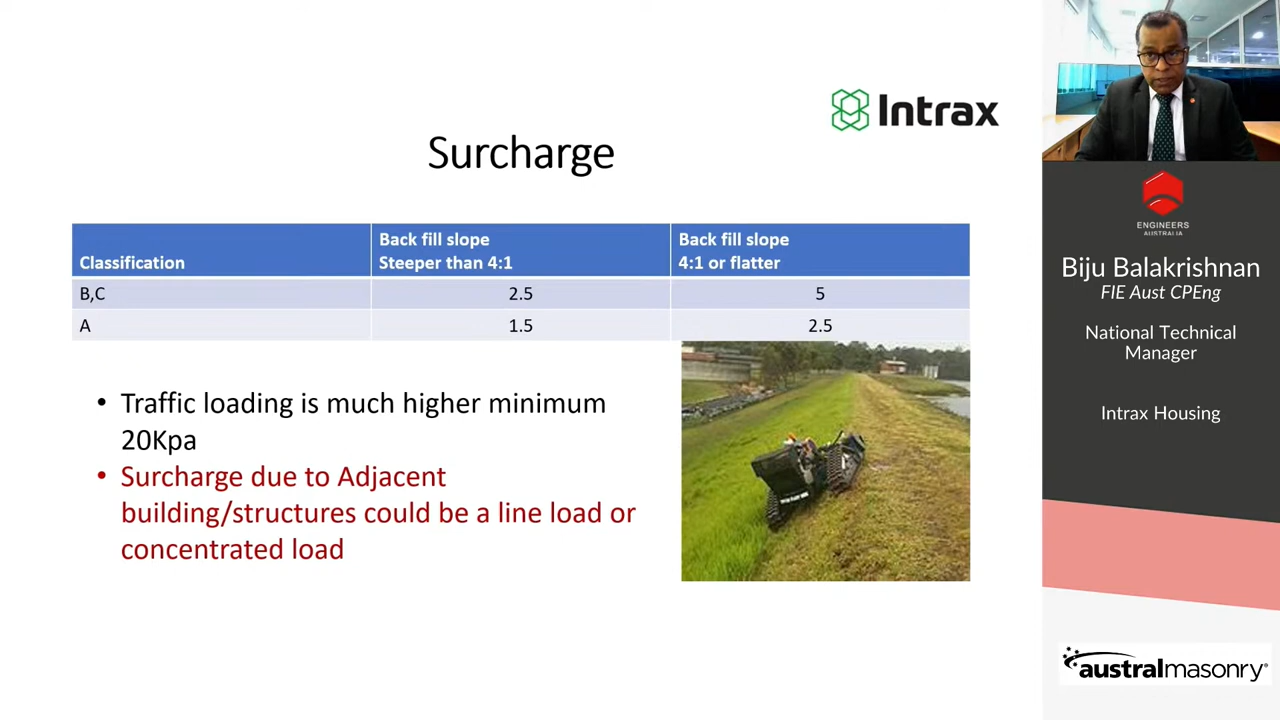 Intrax
Surcharge
Classification
Back fill slope
Steeper than 4:1
Back fill slope
4:1 or flatter
B,C
2.5
5
A
1.5
2.5
• Traffic loading is much higher minimum
20Kpa
• Surcharge due to Adjacent
building/structures could be a line load or
concentrated load
ENGINEERS
AUSTRALIA
Biju Balakrishnan
FIE Aust CPEng
National Technical
Manager
Intrax Housing
australmasonry®